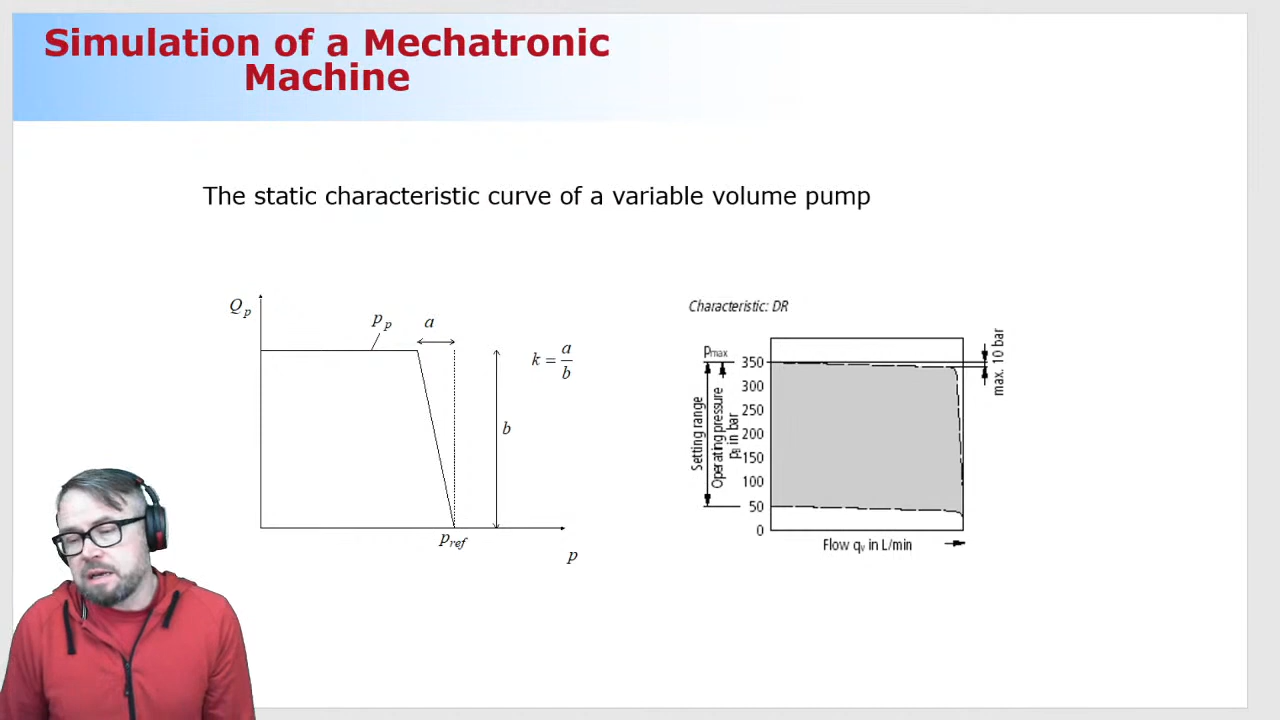 Simulation of a Mechatronic
Machine
The static characteristic curve of a variable volume pump
Q_p
p_p
a
k = a/b
b
p_ref
p
Characteristic: DR
p_max
350
300
250
200
150
100
50
0
Setting range
Operating pressure
p_B in bar
max. 10 bar
Flow q_v in L/min